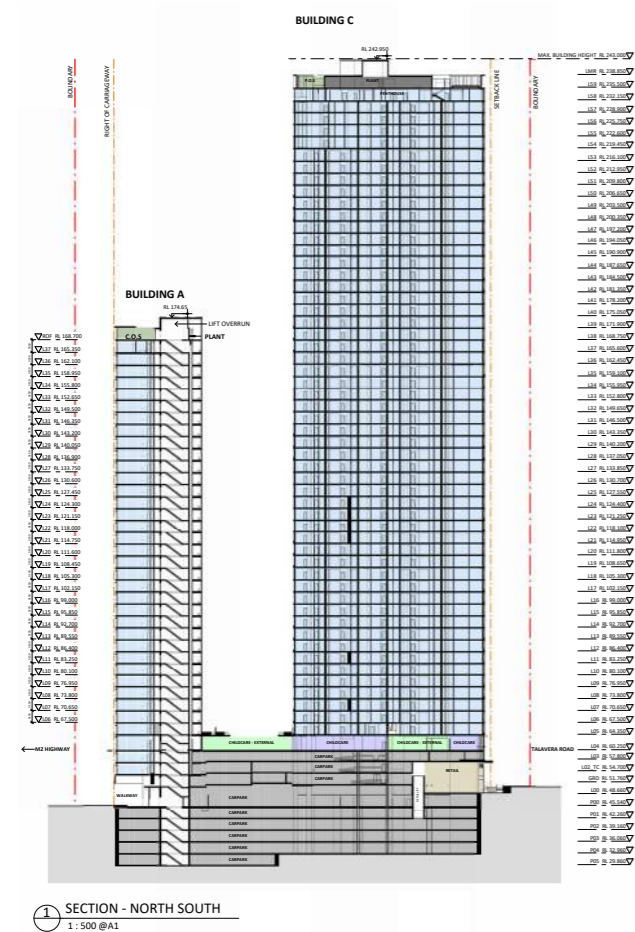 BUILDING C
RL 242.950
MAX. BUILDING HEIGHT RL 243.000
BOUNDARY
RIGHT OF CARRIAGEWAY
SETBACK LINE
BOUNDARY
P.O.S
PLANT
PENTHOUSE
LMR RL 238.850
L59 RL 235.500
L58 RL 232.150
L57 RL 228.900
L56 RL 225.750
L55 RL 222.600
L54 RL 219.450
L53 RL 216.100
L52 RL 212.950
L51 RL 209.800
L50 RL 206.650
L49 RL 203.500
L48 RL 200.350
L47 RL 197.200
L46 RL 194.050
L45 RL 190.900
L44 RL 187.650
L43 RL 184.500
L42 RL 181.350
L41 RL 178.200
L40 RL 175.050
L39 RL 171.900
L38 RL 168.750
L37 RL 165.600
L36 RL 162.450
L35 RL 159.100
L34 RL 155.950
L33 RL 152.800
L32 RL 149.650
L31 RL 146.500
L30 RL 143.350
L29 RL 140.200
L28 RL 137.050
L27 RL 133.850
L26 RL 130.700
L25 RL 127.550
L24 RL 124.400
L23 RL 121.250
L22 RL 118.100
L21 RL 114.950
L20 RL 111.800
L19 RL 108.650
L18 RL 105.300
L17 RL 102.150
L16 RL 99.000
L15 RL 95.850
L14 RL 92.700
L13 RL 89.550
L12 RL 86.400
L11 RL 83.250
L10 RL 80.100
L09 RL 76.950
L08 RL 73.800
L07 RL 70.650
L06 RL 67.500
L05 RL 64.350
L04 RL 60.250
L03 RL 57.800
L02_TC RL 54.700
GRD RL 51.760
L00 RL 48.660
P00 RL 45.540
P01 RL 42.260
P02 RL 39.160
P03 RL 36.060
P04 RL 32.960
P05 RL 29.860
BUILDING A
RL 174.65
LIFT OVERRUN
PLANT
C.O.S
ROF RL 168.700
L37 RL 165.350
L36 RL 162.100
L35 RL 158.950
L34 RL 155.800
L33 RL 152.650
L32 RL 149.500
L31 RL 146.350
L30 RL 143.200
L29 RL 140.050
L28 RL 136.900
L27 RL 133.750
L26 RL 130.600
L25 RL 127.450
L24 RL 124.300
L23 RL 121.150
L22 RL 118.000
L21 RL 114.750
L20 RL 111.600
L19 RL 108.450
L18 RL 105.300
L17 RL 102.150
L16 RL 99.000
L15 RL 95.850
L14 RL 92.700
L13 RL 89.550
L12 RL 86.400
L11 RL 83.250
L10 RL 80.100
L09 RL 76.950
L08 RL 73.800
L07 RL 70.650
L06 RL 67.500
M2 HIGHWAY
TALAVERA ROAD
CHILDCARE - EXTERNAL
CHILDCARE
CHILDCARE - EXTERNAL
CHILDCARE
CARPARK
CARPARK
CARPARK
RETAIL
WALKWAY
CARPARK
CARPARK
CARPARK
CARPARK
CARPARK
CARPARK
1
SECTION - NORTH SOUTH
1 : 500 @A1